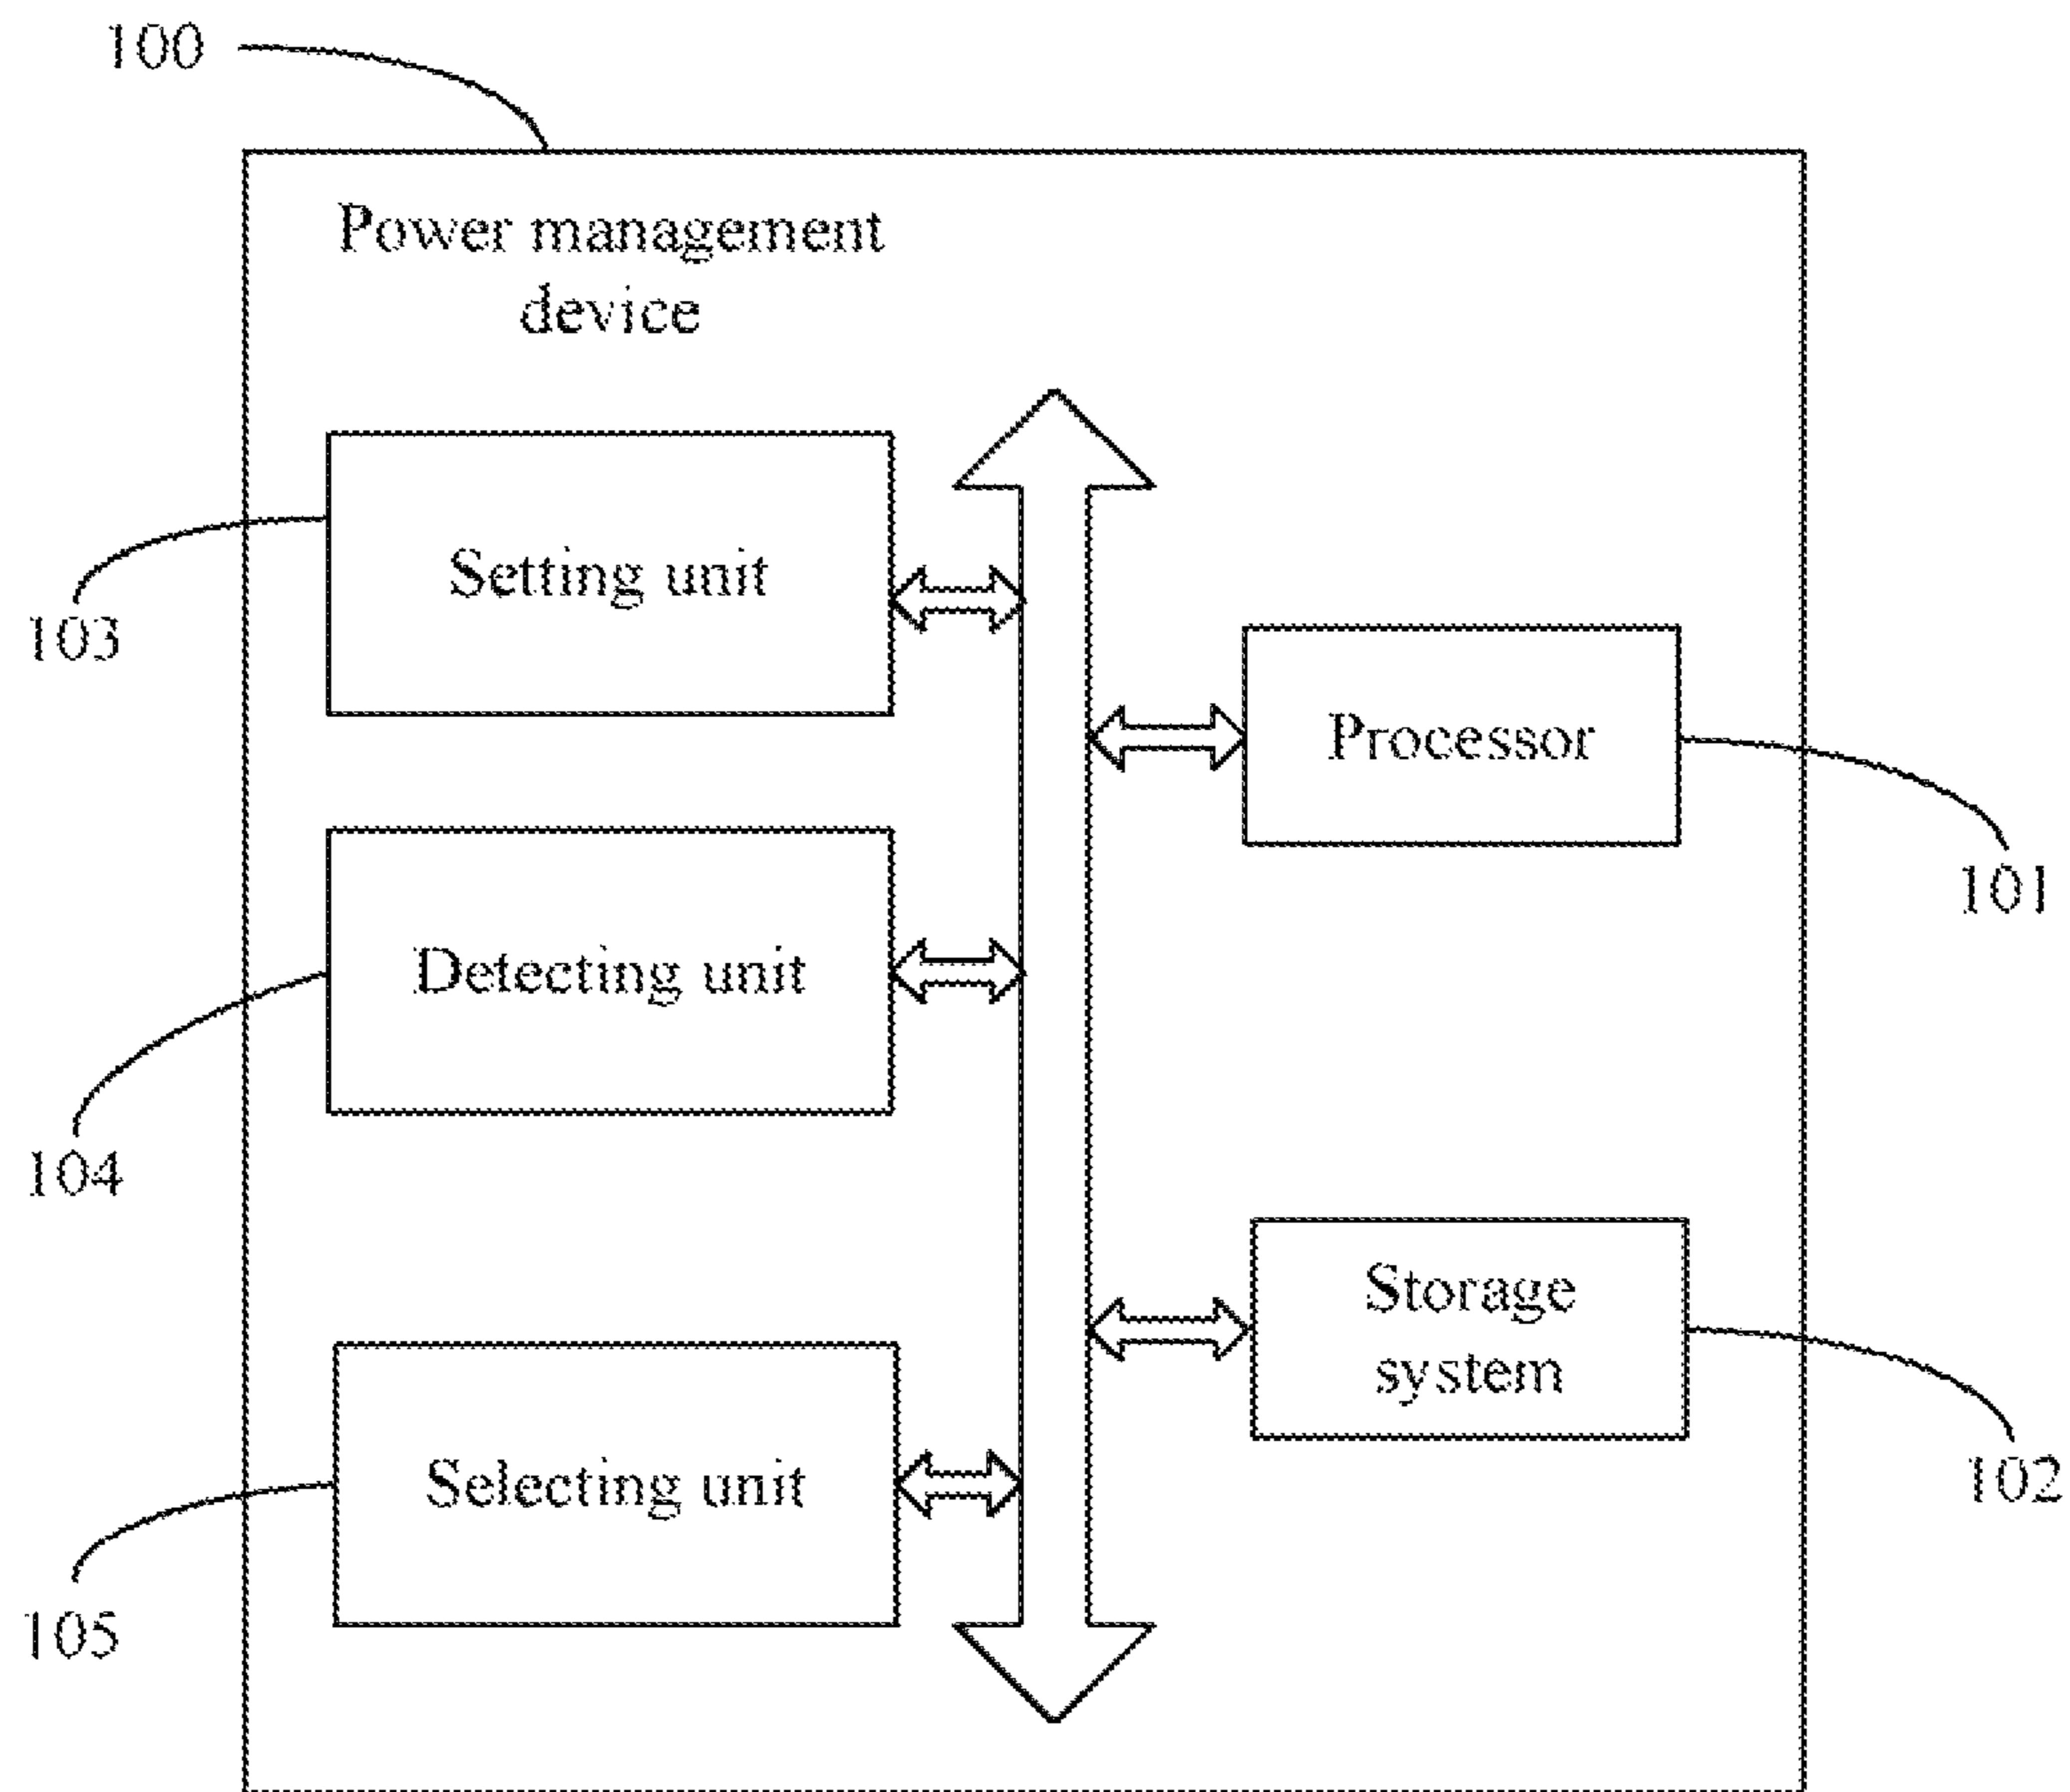 100
Power management
device
Setting unit
103
Processor
101
Detecting unit
104
Storage
system
102
Selecting unit
105